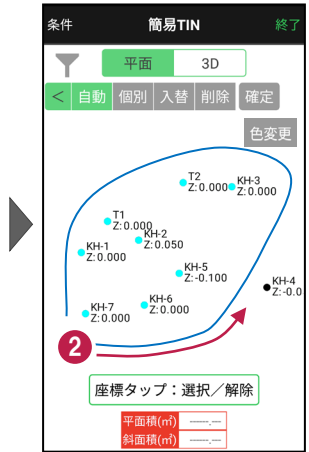 条件 簡易TIN 終了
平面 3D
< 自動 個別 入替 削除 確定
色変更
T2
Z:0.000
KH-3
Z:0.000
T1
Z:0.000
KH-2
Z:0.050
KH-1
Z:0.000
KH-5
Z:-0.100
KH-4
Z:-0.0
KH-7
Z:0.000
KH-6
Z:0.000
2
座標タップ：選択／解除
平面積(㎡) -----.---
斜面積(㎡) -----.---